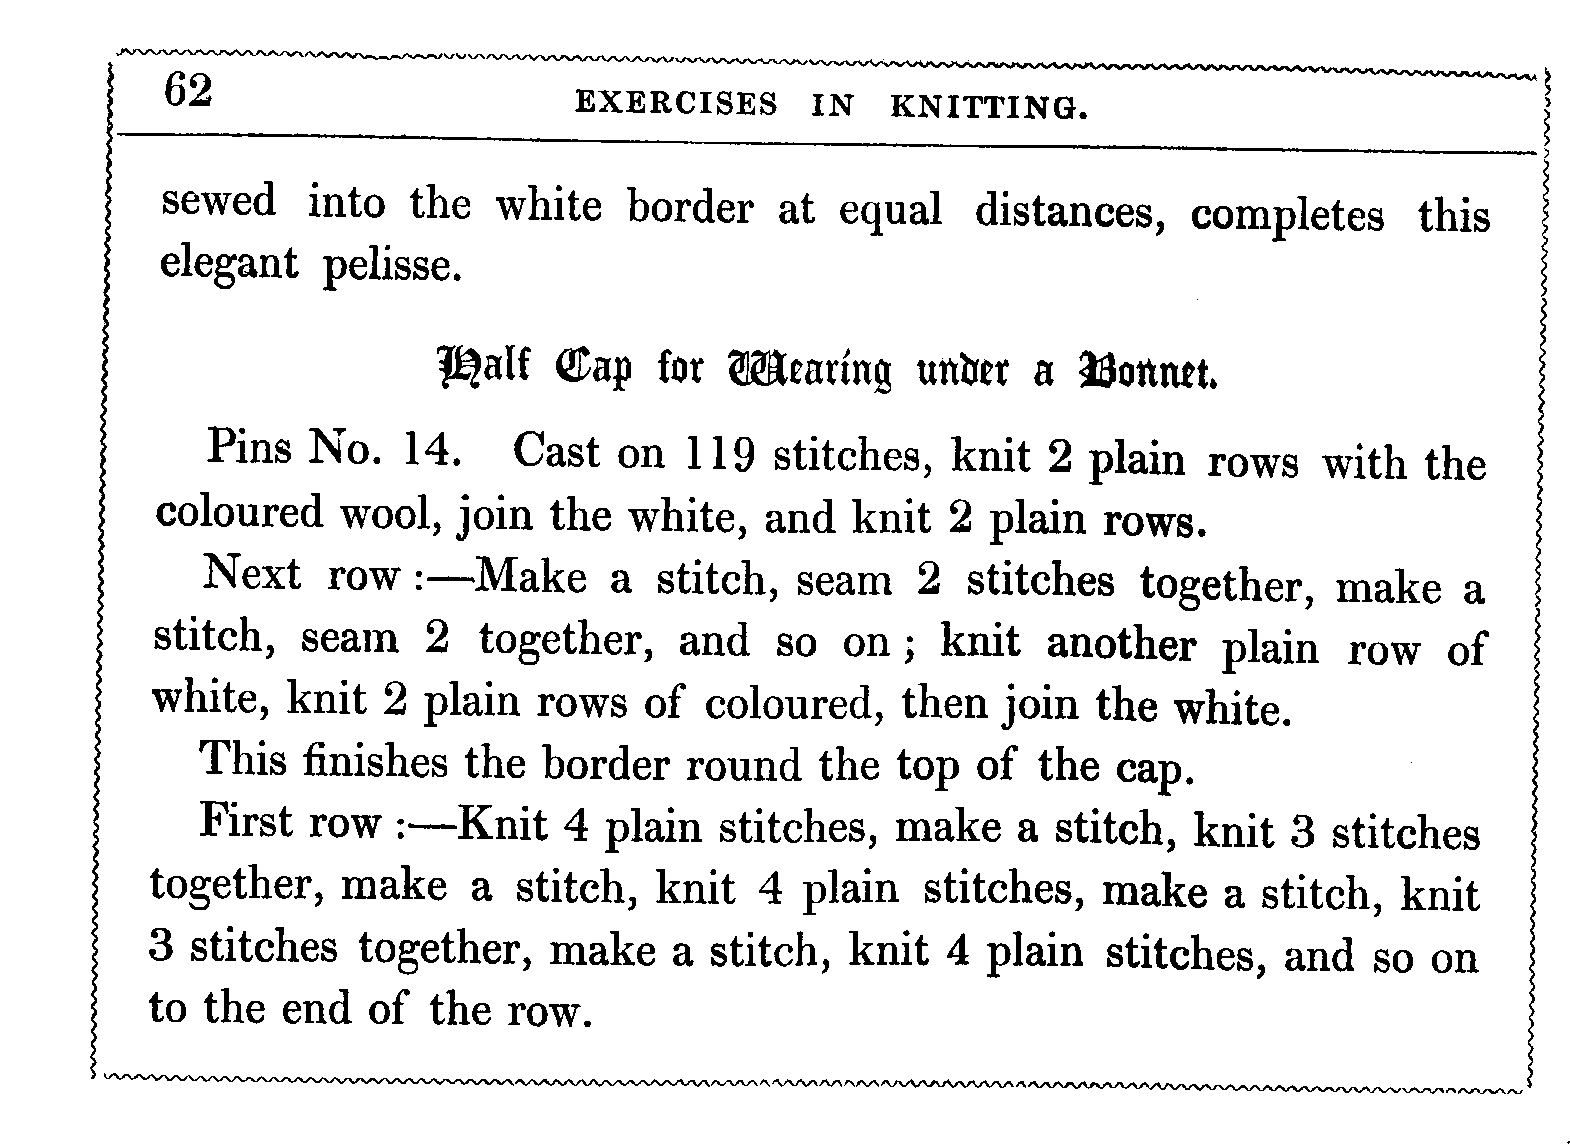 62
EXERCISES IN KNITTING.
sewed into the white border at equal distances, completes this
elegant pelisse.
Half Cap for Wearing under a Bonnet.
Pins No. 14. Cast on 119 stitches, knit 2 plain rows with the
coloured wool, join the white, and knit 2 plain rows.
Next row :—Make a stitch, seam 2 stitches together, make a
stitch, seam 2 together, and so on ; knit another plain row of
white, knit 2 plain rows of coloured, then join the white.
This finishes the border round the top of the cap.
First row :—Knit 4 plain stitches, make a stitch, knit 3 stitches
together, make a stitch, knit 4 plain stitches, make a stitch, knit
3 stitches together, make a stitch, knit 4 plain stitches, and so on
to the end of the row.